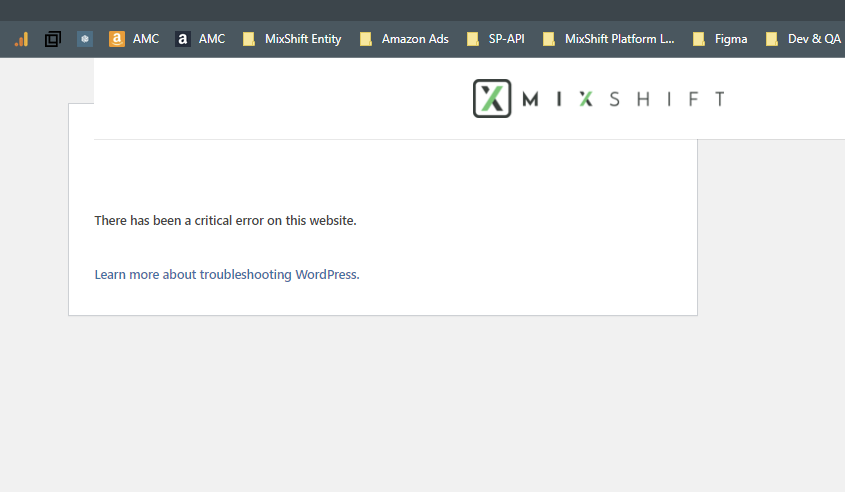 AMC AMC MixShift Entity Amazon Ads SP-API MixShift Platform L... Figma Dev & QA
MIXSHIFT
There has been a critical error on this website.
Learn more about troubleshooting WordPress.